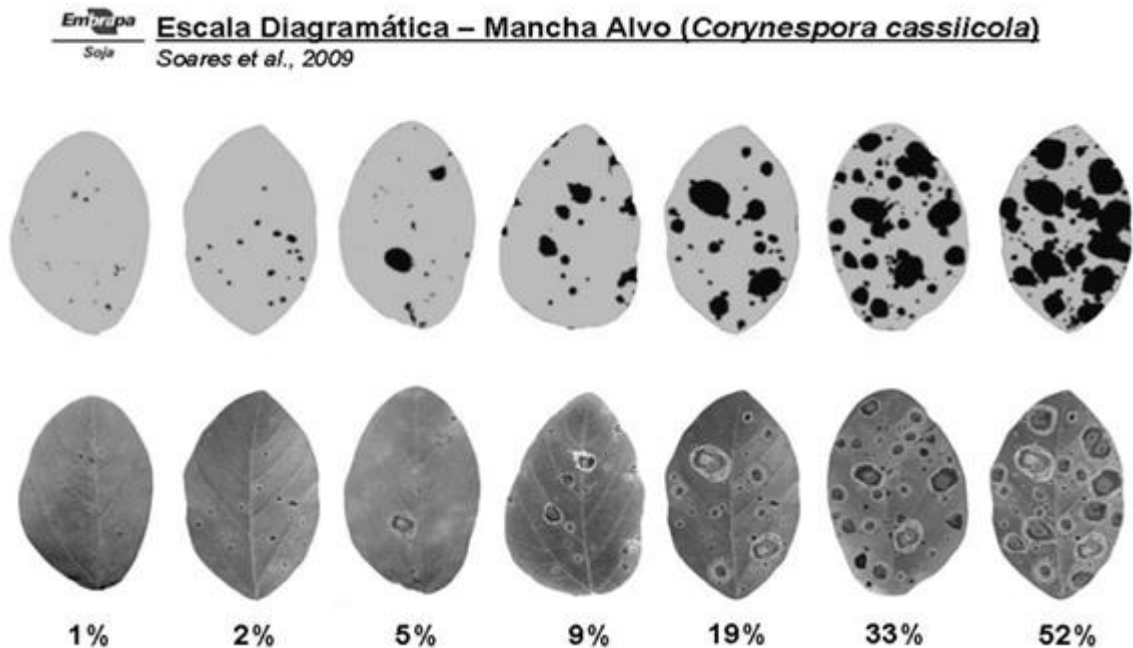 Embrapa
Soja
Escala Diagramática – Mancha Alvo (Corynespora cassiicola)
Soares et al., 2009
1% 2% 5% 9% 19% 33% 52%